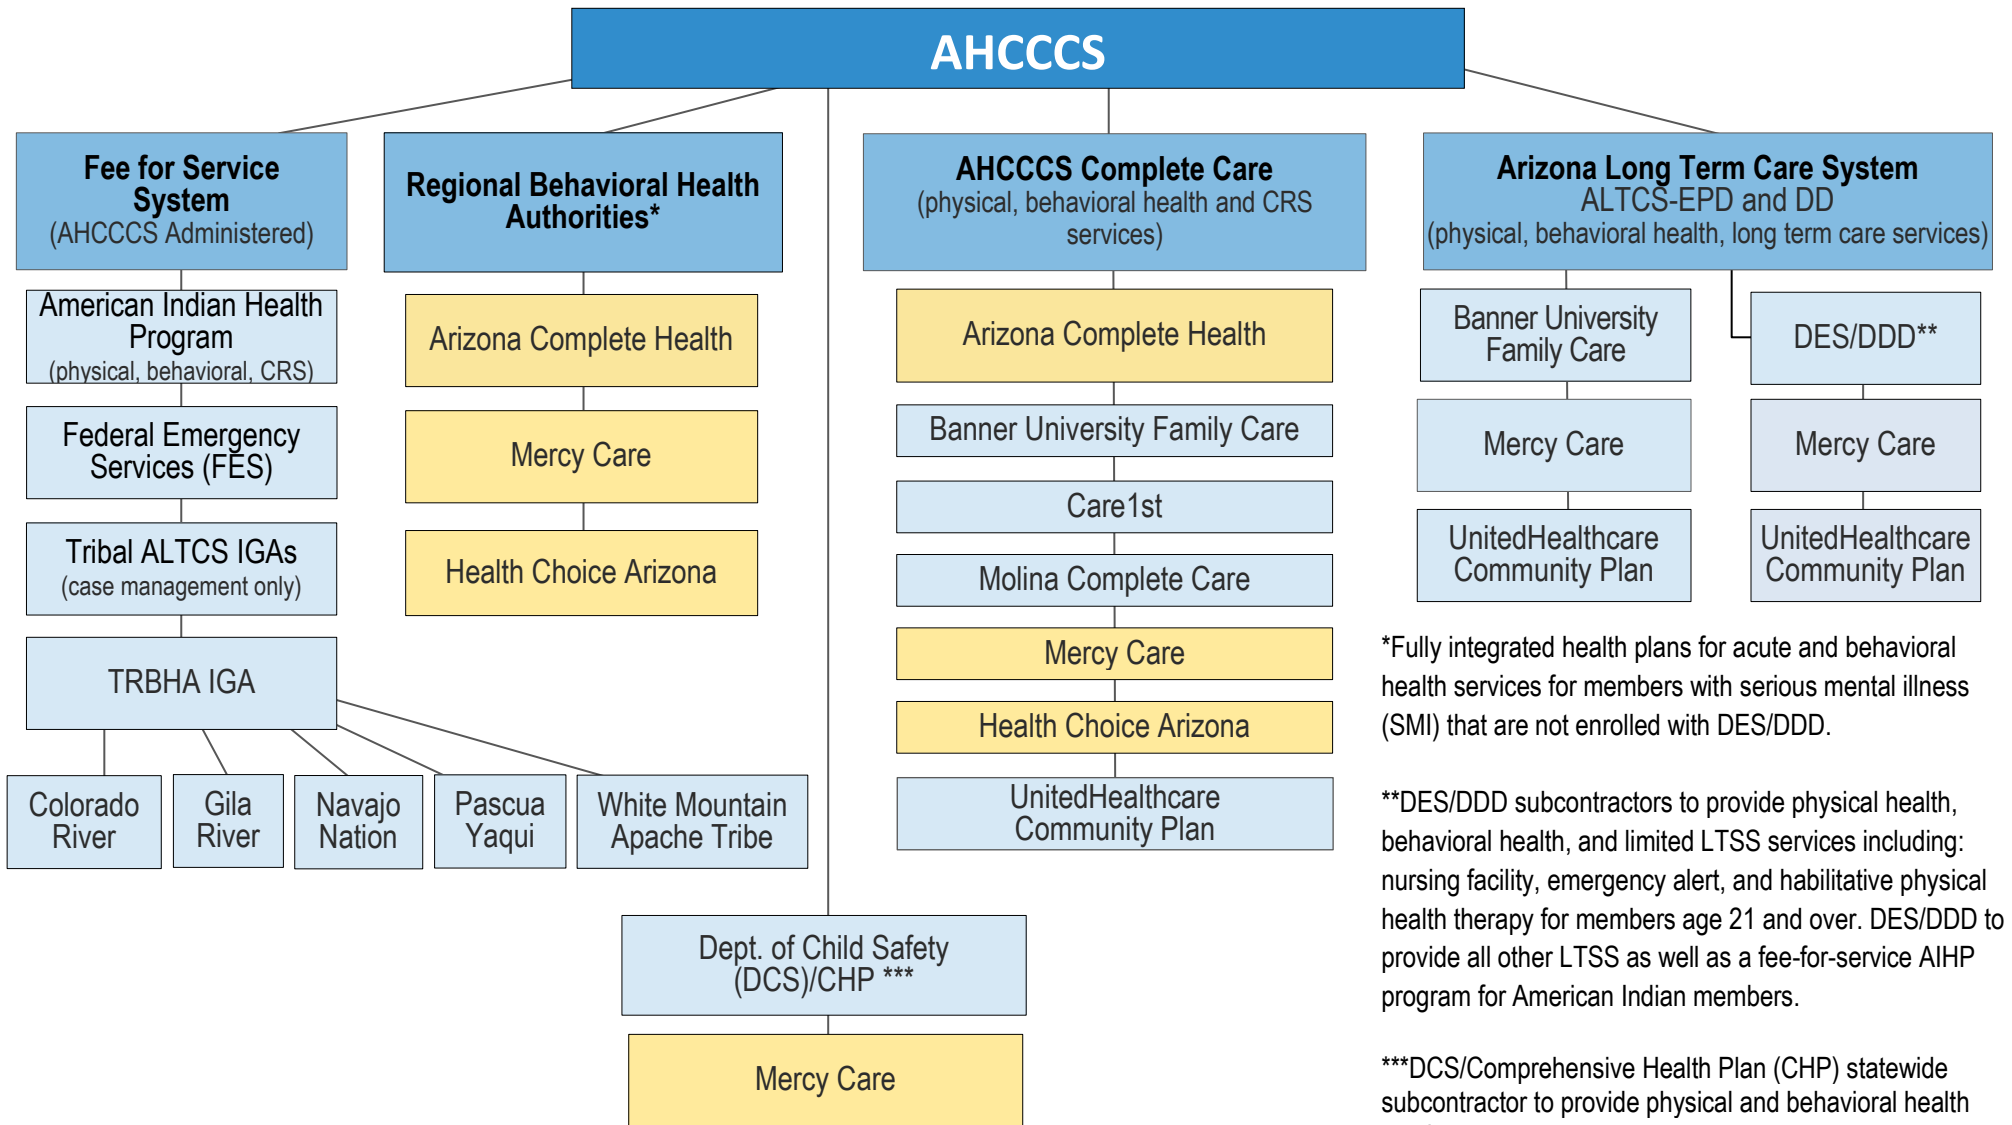 AHCCCS
Fee for Service
System
(AHCCCS Administered)
American Indian Health
Program
(physical, behavioral, CRS)
Federal Emergency
Services (FES)
Tribal ALTCS IGAs
(case management only)
TRBHA IGA
Colorado
River
Gila
River
Navajo
Nation
Pascua
Yaqui
White Mountain
Apache Tribe
Regional Behavioral Health
Authorities*
Arizona Complete Health
Mercy Care
Health Choice Arizona
Dept. of Child Safety
(DCS)/CHP ***
Mercy Care
AHCCCS Complete Care
(physical, behavioral health and CRS
services)
Arizona Complete Health
Banner University Family Care
Care1st
Molina Complete Care
Mercy Care
Health Choice Arizona
UnitedHealthcare
Community Plan
Arizona Long Term Care System
ALTCS-EPD and DD
(physical, behavioral health, long term care services)
Banner University
Family Care
Mercy Care
UnitedHealthcare
Community Plan
DES/DDD**
Mercy Care
UnitedHealthcare
Community Plan
*Fully integrated health plans for acute and behavioral
health services for members with serious mental illness
(SMI) that are not enrolled with DES/DDD.
**DES/DDD subcontractors to provide physical health,
behavioral health, and limited LTSS services including:
nursing facility, emergency alert, and habilitative physical
health therapy for members age 21 and over. DES/DDD to
provide all other LTSS as well as a fee-for-service AIHP
program for American Indian members.
***DCS/Comprehensive Health Plan (CHP) statewide
subcontractor to provide physical and behavioral health